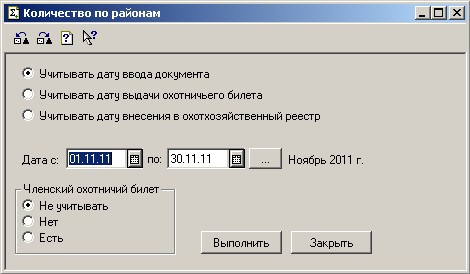 Количество по районам
Учитывать дату ввода документа
Учитывать дату выдачи охотничьего билета
Учитывать дату внесения в охотхозяйственный реестр
Дата с: 01.11.11 по: 30.11.11 ... Ноябрь 2011 г.
Членский охотничий билет
Не учитывать
Нет
Есть
Выполнить Закрыть